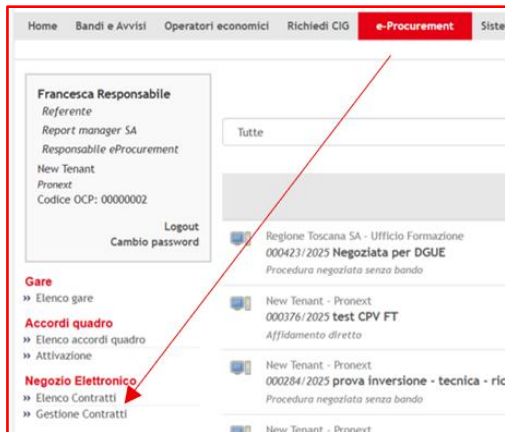 Home Bandi e Avvisi Operatori economici Richiedi CIG e-Procurement Siste
Francesca Responsabile
Referente
Report manager SA
Responsabile eProcurement
New Tenant
Pronext
Codice OCP: 00000002
Logout
Cambio password
Gare
» Elenco gare
Accordi quadro
» Elenco accordi quadro
» Attivazione
Negozio Elettronico
» Elenco Contratti
» Gestione Contratti
Tutte
Regione Toscana SA - Ufficio Formazione
000423/2025 Negoziata per DGUE
Procedura negoziata senza bando
New Tenant - Pronext
000376/2025 test CPV FT
Affidamento diretto
New Tenant - Pronext
000284/2025 prova inversione - tecnica - ric
Procedura negoziata senza bando
New Tenant - Pronext